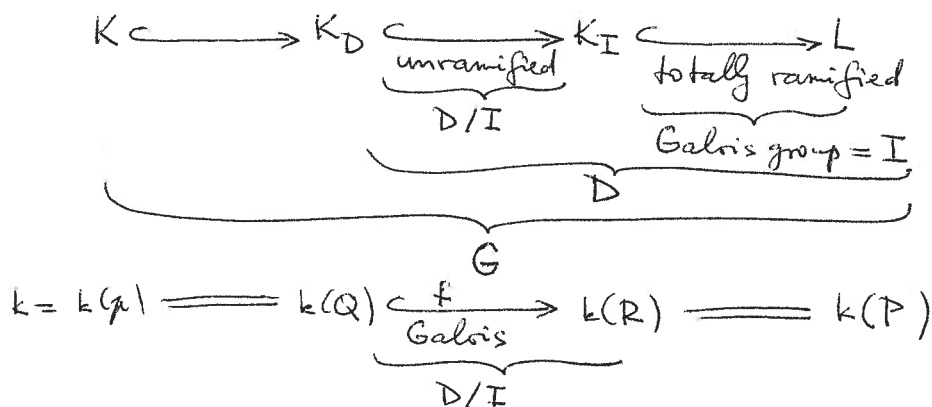 K ↪ K_D ↪ K_I ↪ L
unramified totally ramified
D/I Galois group = I
D
G
k = k(p) = k(Q) ↪ f k(R) = k(P)
Galois
D/I